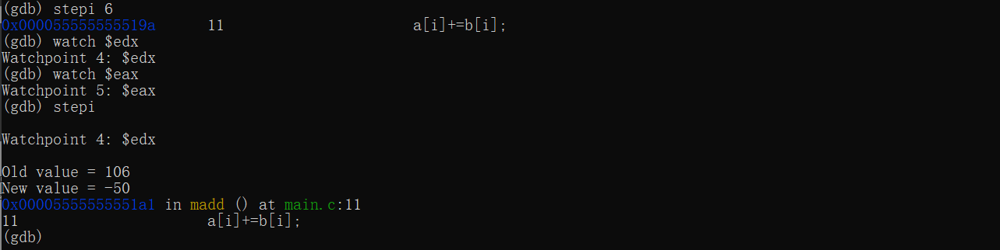 (gdb) stepi 6
0x000055555555519a      11                      a[i]+=b[i];
(gdb) watch $edx
Watchpoint 4: $edx
(gdb) watch $eax
Watchpoint 5: $eax
(gdb) stepi
Watchpoint 4: $edx
Old value = 106
New value = -50
0x00005555555551a1 in madd () at main.c:11
11                      a[i]+=b[i];
(gdb)